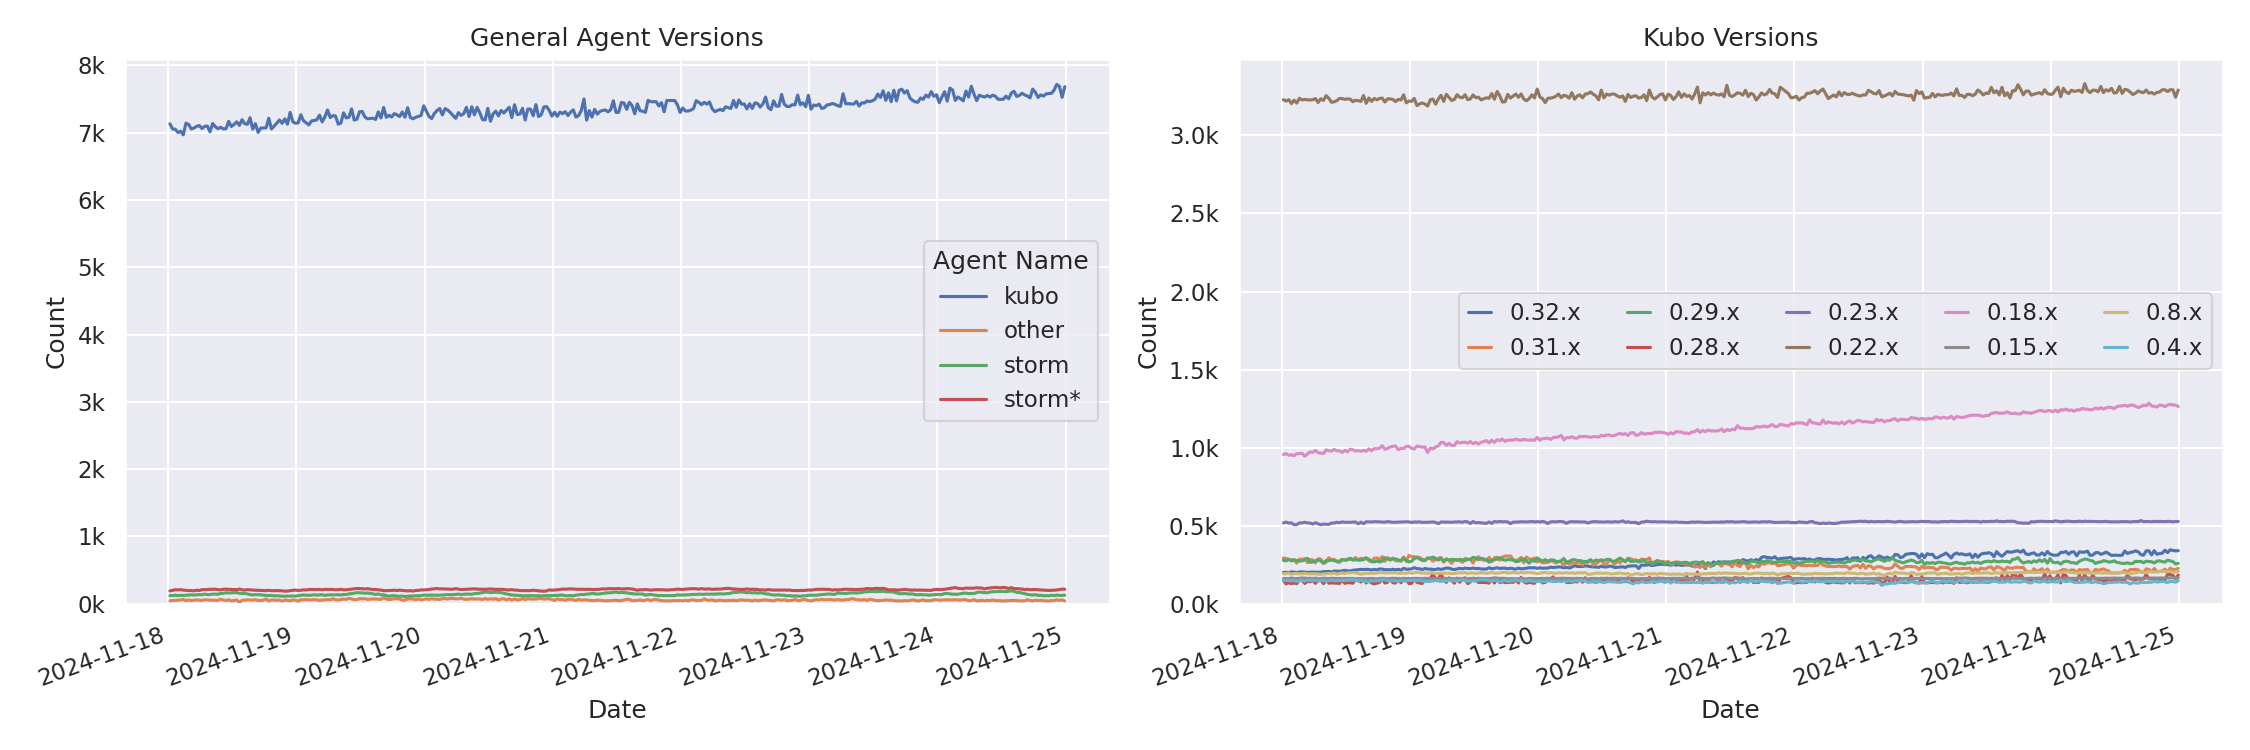 General Agent Versions
8k
7k
6k
5k
4k
3k
2k
1k
0k
Count
Agent Name
kubo
other
storm
storm*
2024-11-18
2024-11-19
2024-11-20
2024-11-21
2024-11-22
2024-11-23
2024-11-24
2024-11-25
Date
Kubo Versions
3.0k
2.5k
2.0k
1.5k
1.0k
0.5k
0.0k
Count
0.32.x 0.29.x 0.23.x 0.18.x 0.8.x
0.31.x 0.28.x 0.22.x 0.15.x 0.4.x
2024-11-18
2024-11-19
2024-11-20
2024-11-21
2024-11-22
2024-11-23
2024-11-24
2024-11-25
Date